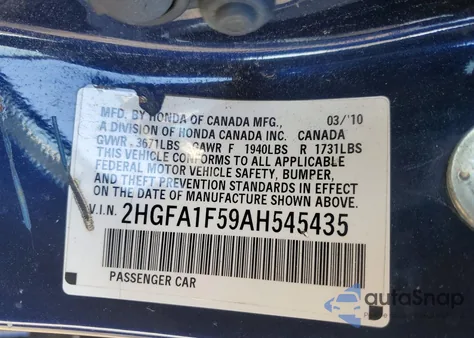 MFD. BY HONDA OF CANADA MFG., 03/'10
A DIVISION OF HONDA CANADA INC. CANADA
GVWR 3671LBS GAWR F 1940LBS R 1731LBS
THIS VEHICLE CONFORMS TO ALL APPLICABLE
FEDERAL MOTOR VEHICLE SAFETY, BUMPER,
AND THEFT PREVENTION STANDARDS IN EFFECT
ON THE DATE OF MANUFACTURE SHOWN ABOVE.
V.I.N. 2HGFA1F59AH545435
PASSENGER CAR
autoSnap